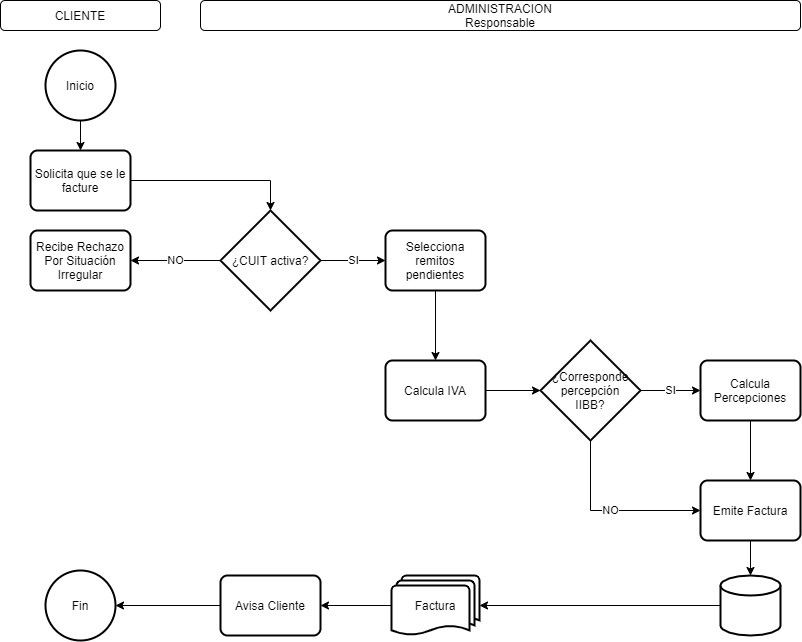 CLIENTE
ADMINISTRACION
Responsable
Inicio
Solicita que se le
facture
Recibe Rechazo
Por Situación
Irregular
NO
¿CUIT activa?
SI
Selecciona
remitos
pendientes
Calcula IVA
¿Corresponde
percepción
IIBB?
SI
Calcula
Percepciones
NO
Emite Factura
Factura
Avisa Cliente
Fin